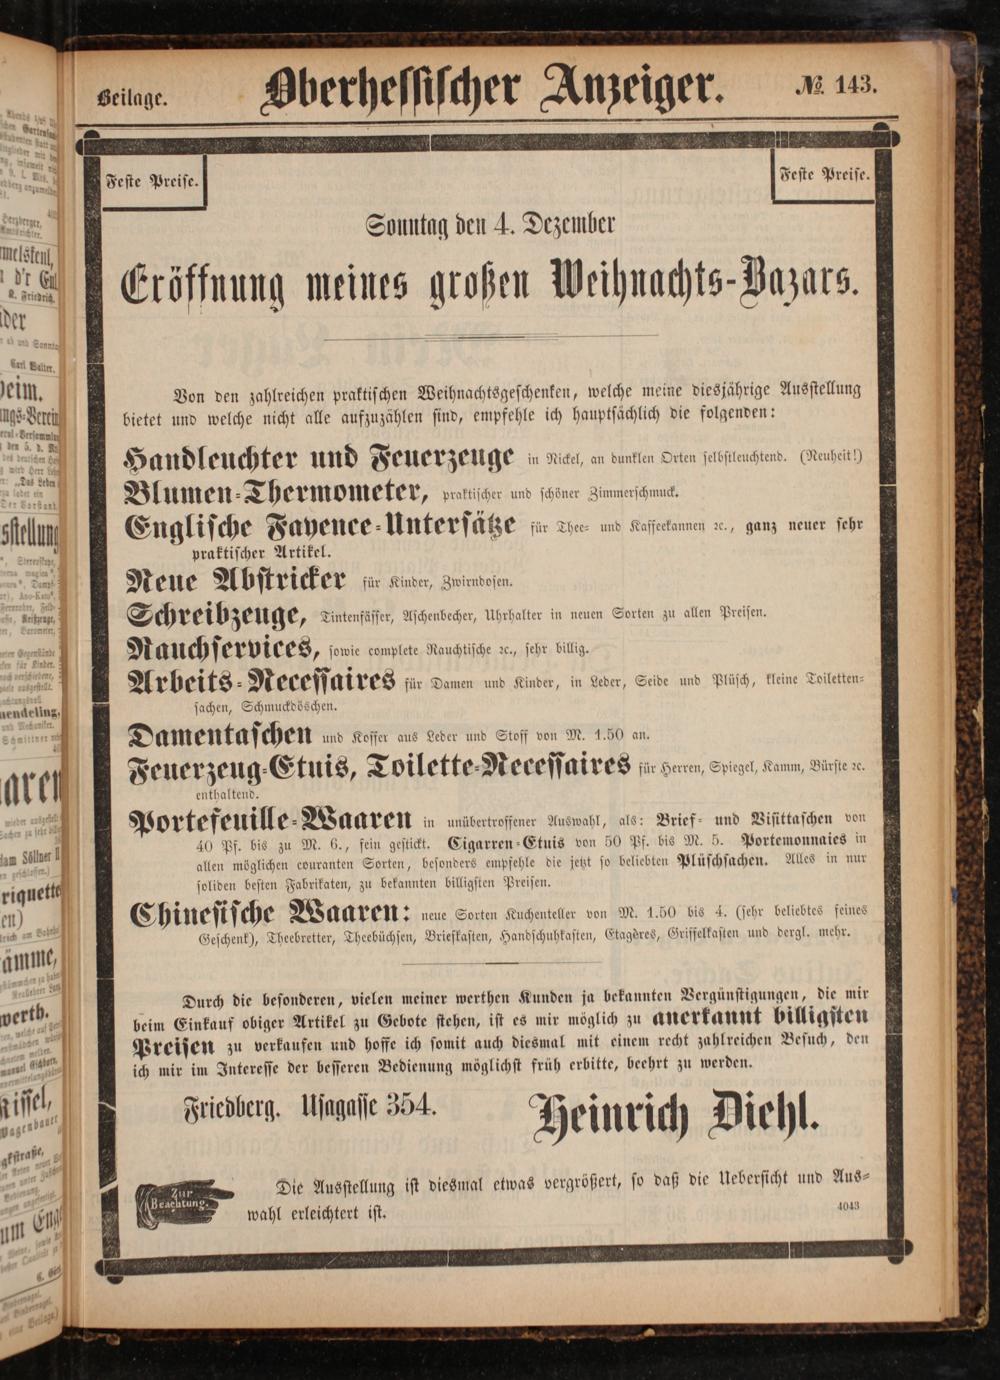 Beilage. Oberhessischer Anzeiger. № 143.
Feste Preise.
Feste Preise.
Sonntag den 4. Dezember
Eröffnung meines großen Weihnachts-Bazars.
Von den zahlreichen praktischen Weihnachtsgeschenken, welche meine diesjährige Ausstellung
bietet und welche nicht alle aufzuzählen sind, empfehle ich hauptsächlich die folgenden:
Handleuchter und Feuerzeuge in Nickel, an dunklen Orten selbstleuchtend. (Neuheit!)
Blumen-Thermometer, praktischer und schöner Zimmerschmuck.
Englische Fayence-Untersätze für Thee- und Kaffeekannen ꝛc., ganz neuer sehr
praktischer Artikel.
Neue Abstricker für Kinder, Zwirndosen.
Schreibzeuge, Tintenfässer, Aschenbecher, Uhrhalter in neuen Sorten zu allen Preisen.
Rauchservices, sowie complete Rauchtische ꝛc., sehr billig.
Arbeits-Necessaires für Damen und Kinder, in Leder, Seide und Plüsch, kleine Toiletten-
sachen, Schmuckdöschen.
Damentaschen und Koffer aus Leder und Stoff von M. 1.50 an.
Feuerzeug-Etuis, Toilette-Necessaires für Herren, Spiegel, Kamm, Bürste ꝛc.
enthaltend.
Portefeuille-Waaren in unübertroffener Auswahl, als: Brief- und Visittaschen von
40 Pf. bis zu M. 6., fein gestickt. Cigarren-Etuis von 50 Pf. bis M. 5. Portemonnaies in
allen möglichen couranten Sorten, besonders empfehle die jetzt so beliebten Plüschsachen. Alles in nur
soliden besten Fabrikaten, zu bekannten billigsten Preisen.
Chinesische Waaren: neue Sorten Kuchenteller von M. 1.50 bis 4. (sehr beliebtes feines
Geschenk), Theebretter, Theebüchsen, Briefkasten, Handschuhkasten, Etagères, Griffelkasten und dergl. mehr.
Durch die besonderen, vielen meiner werthen Kunden ja bekannten Vergünstigungen, die mir
beim Einkauf obiger Artikel zu Gebote stehen, ist es mir möglich zu anerkannt billigsten
Preisen zu verkaufen und hoffe ich somit auch diesmal mit einem recht zahlreichen Besuch, den
ich mir im Interesse der besseren Bedienung möglichst früh erbitte, beehrt zu werden.
Friedberg. Usagasse 354. Heinrich Diehl.
Zur
Beachtung.
Die Ausstellung ist diesmal etwas vergrößert, so daß die Uebersicht und Aus-
wahl erleichtert ist. 4043